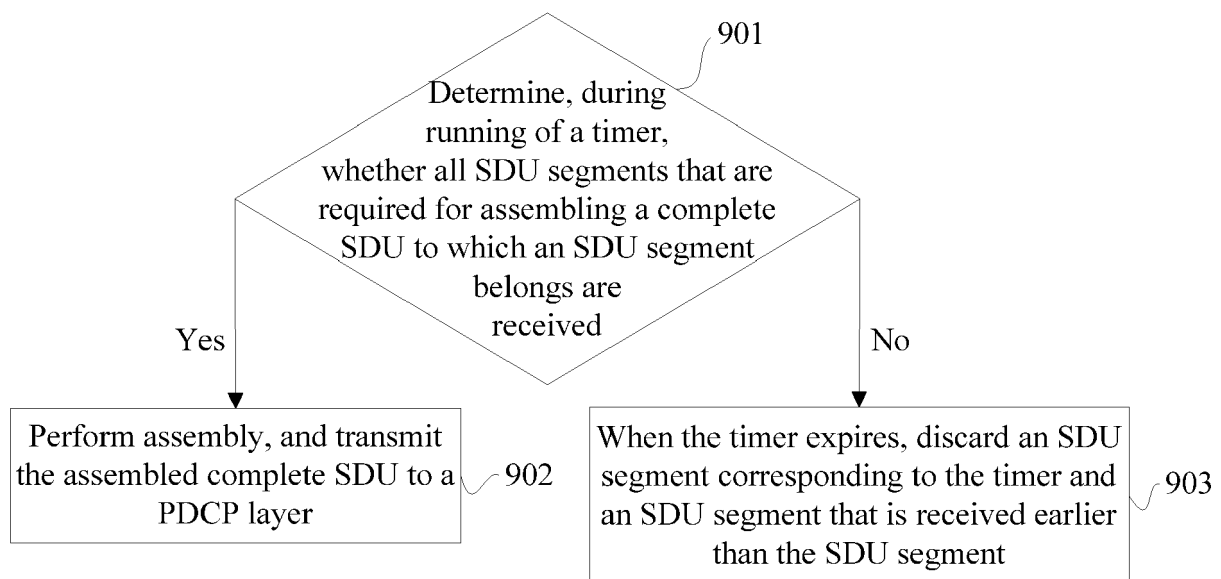 901
Determine, during
running of a timer,
whether all SDU segments that are
required for assembling a complete
SDU to which an SDU segment
belongs are
received
Yes
No
Perform assembly, and transmit
the assembled complete SDU to a
PDCP layer
902
When the timer expires, discard an SDU
segment corresponding to the timer and
an SDU segment that is received earlier
than the SDU segment
903